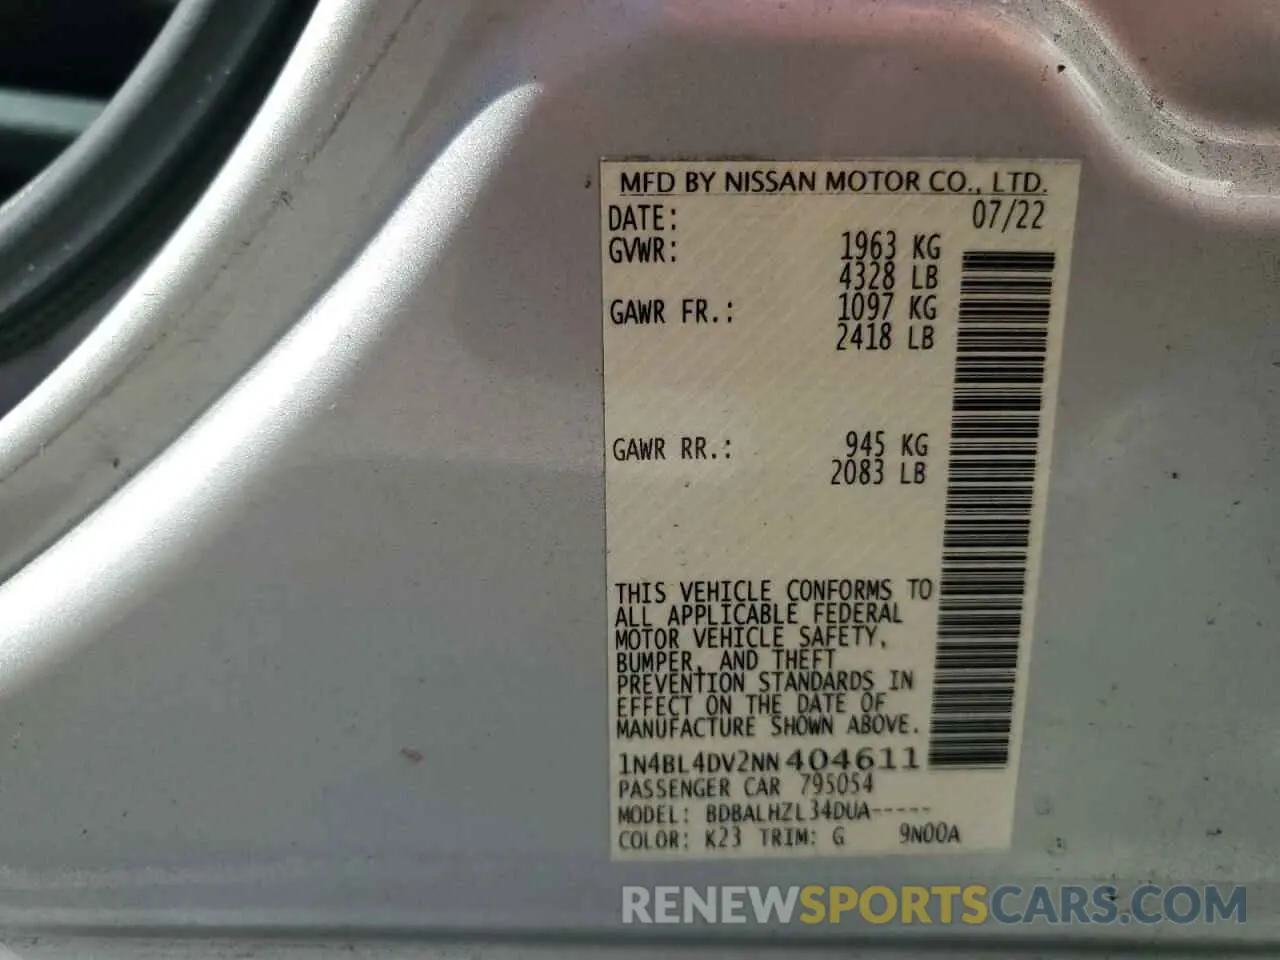 MFD BY NISSAN MOTOR CO., LTD.
DATE: 07/22
GVWR: 1963 KG
4328 LB
GAWR FR.: 1097 KG
2418 LB
GAWR RR.: 945 KG
2083 LB
THIS VEHICLE CONFORMS TO
ALL APPLICABLE FEDERAL
MOTOR VEHICLE SAFETY,
BUMPER, AND THEFT
PREVENTION STANDARDS IN
EFFECT ON THE DATE OF
MANUFACTURE SHOWN ABOVE.
1N4BL4DV2NN404611
PASSENGER CAR 795054
MODEL: BDBALHZL34DUA-----
COLOR: K23 TRIM: G 9N00A
RENEWSPORTSCARS.COM